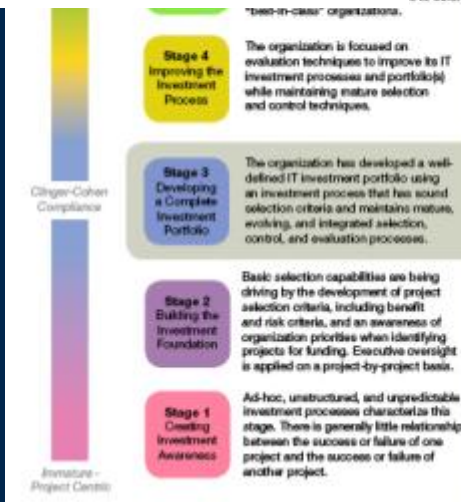 "best-in-class" organizations.
Stage 4
Improving the
Investment
Process
The organization is focused on
evaluation techniques to improve its IT
investment processes and portfolio(s)
while maintaining mature selection
and control techniques.
Clinger-Cohen
Compliance
Stage 3
Developing
a Complete
Investment
Portfolio
The organization has developed a well-
defined IT investment portfolio using
an investment process that has sound
selection criteria and maintains mature,
evolving, and integrated selection,
control, and evaluation processes.
Stage 2
Building the
Investment
Foundation
Basic selection capabilities are being
driving by the development of project
selection criteria, including benefit
and risk criteria, and an awareness of
organization priorities when identifying
projects for funding. Executive oversight
is applied on a project-by-project basis.
Stage 1
Creating
Investment
Awareness
Ad-hoc, unstructured, and unpredictable
investment processes characterize this
stage. There is generally little relationship
between the success or failure of one
project and the success or failure of
another project.
Immature -
Project Centric